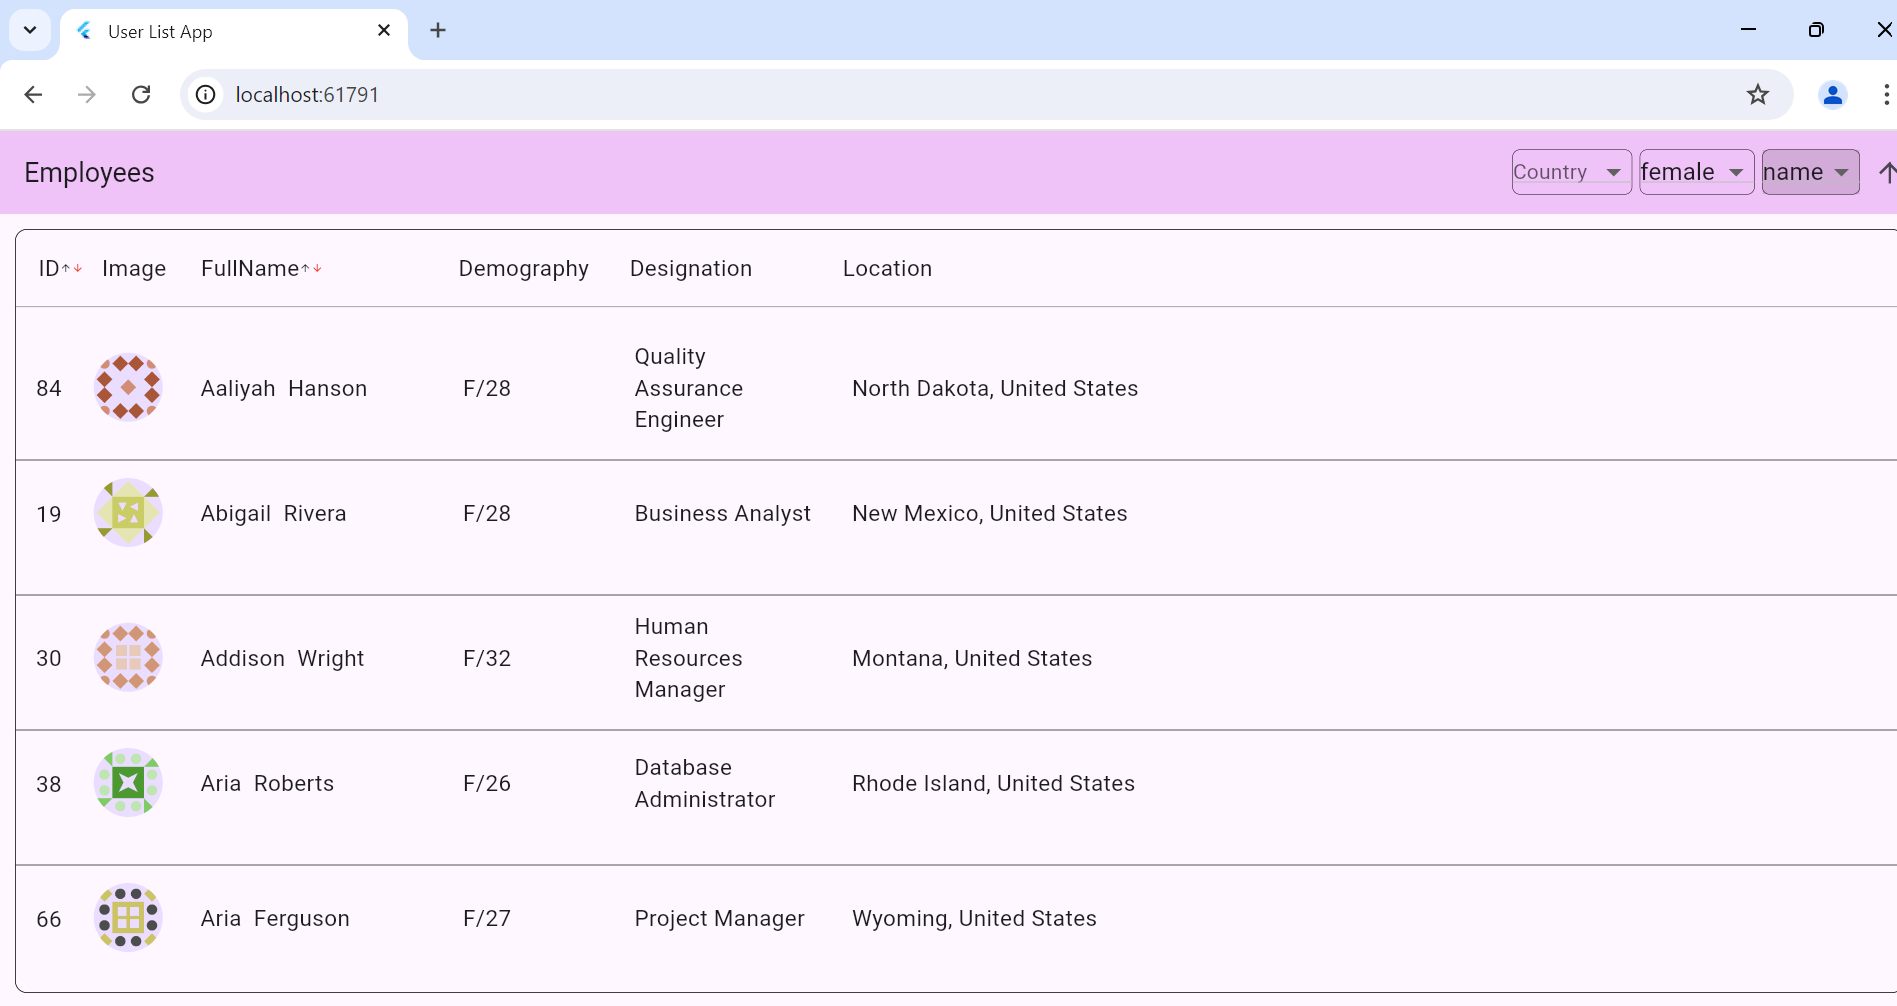 User List App
localhost:61791
Employees
Country female name
ID Image FullName Demography Designation Location
84 Aaliyah Hanson F/28 Quality Assurance Engineer North Dakota, United States
19 Abigail Rivera F/28 Business Analyst New Mexico, United States
30 Addison Wright F/32 Human Resources Manager Montana, United States
38 Aria Roberts F/26 Database Administrator Rhode Island, United States
66 Aria Ferguson F/27 Project Manager Wyoming, United States